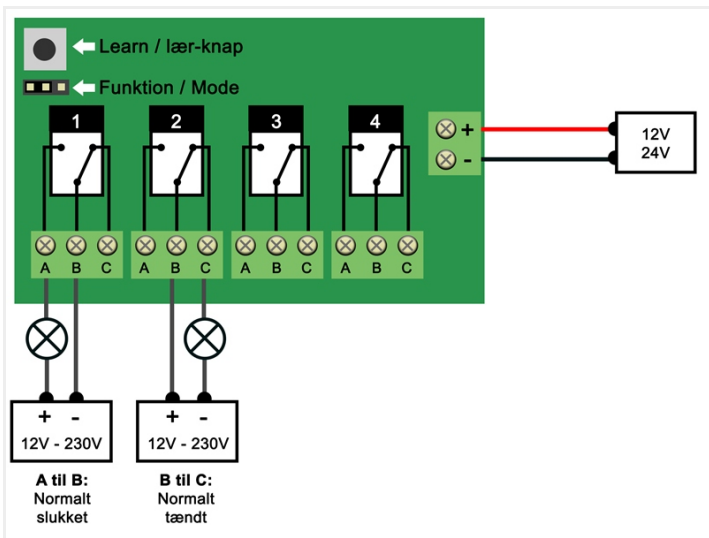 Learn / lær-knap
Funktion / Mode
1 2 3 4
+
-
12V
24V
A B C A B C A B C A B C
+ - + -
12V - 230V 12V - 230V
A til B:
Normalt
slukket
B til C:
Normalt
tændt